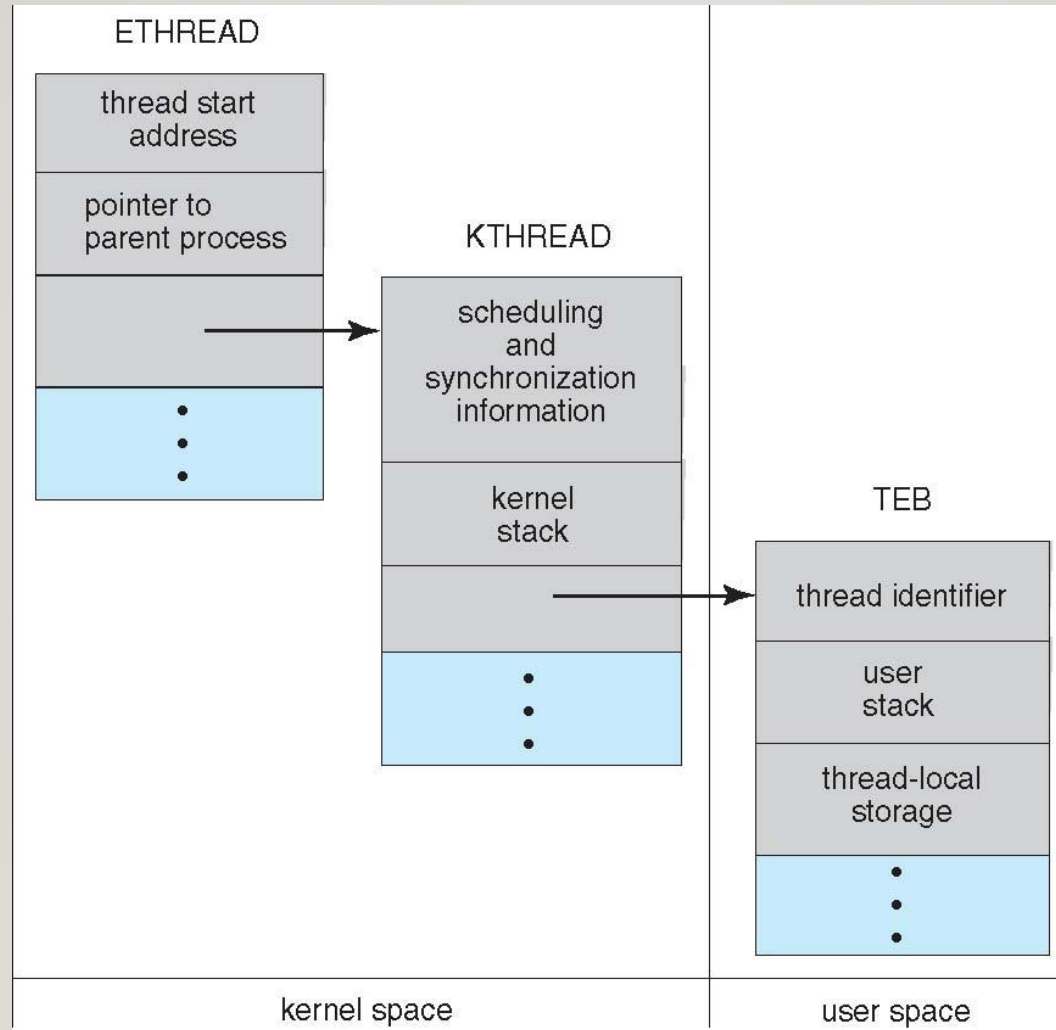 ETHREAD
thread start
address
pointer to
parent process
KTHREAD
scheduling
and
synchronization
information
kernel
stack
TEB
thread identifier
user
stack
thread-local
storage
kernel space
user space